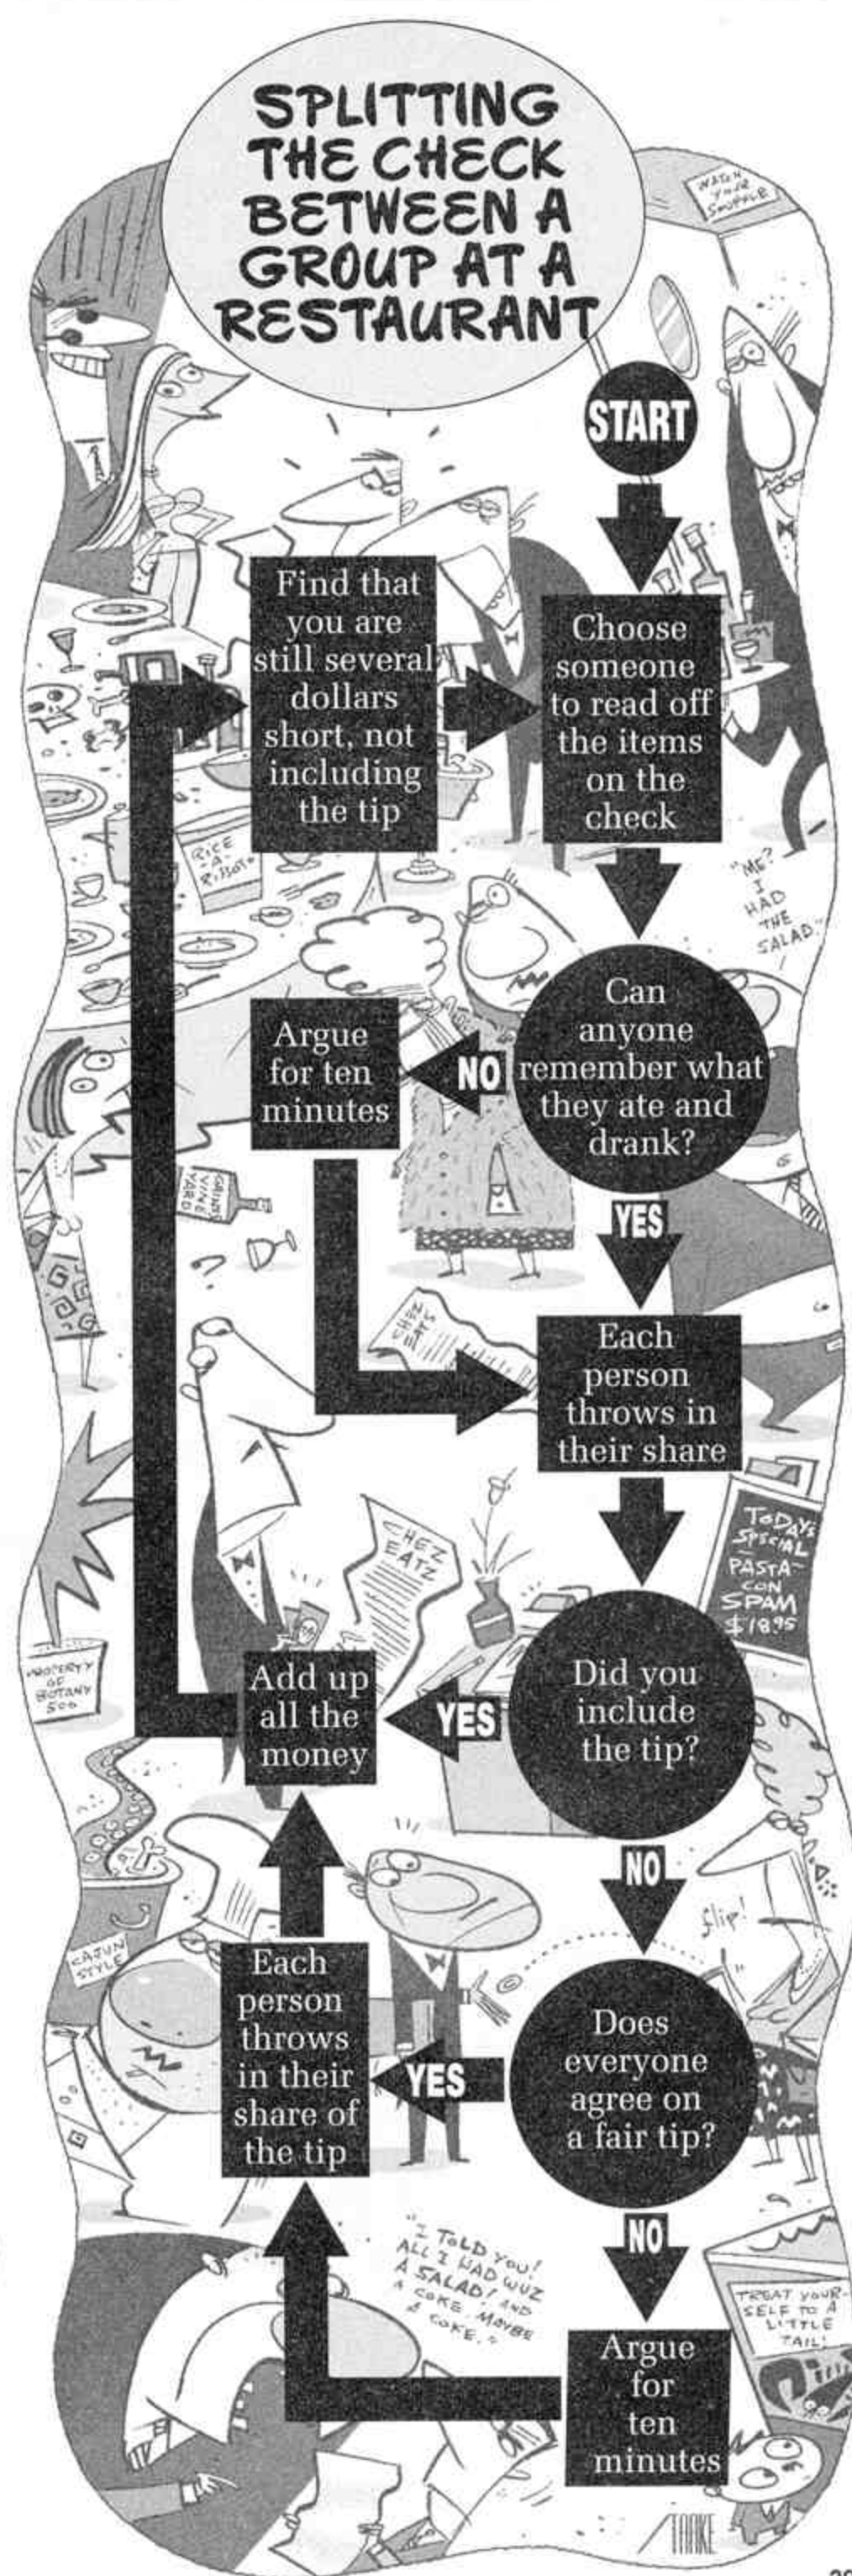 SPLITTING
THE CHECK
BETWEEN A
GROUP AT A
RESTAURANT
WATCH
YOUR
START
Find that
you are
still several
dollars
short, not
including
the tip
Choose
someone
to read off
the items
on the
check
RICE
-A-
"ME?
I
HAD
THE
SALAD."
Can
anyone
remember what
they ate and
drank?
NO
Argue
for ten
minutes
YES
VINE
YARD
Each
person
throws in
their share
TODAY'S
SPECIAL
PASTA-
CON
SPAM
$18.95
CHEZ
EATZ
Did you
include
the tip?
YES
Add up
all the
money
PROPERTY
OF
BOTANY
500
NO
flip!
CAJUN
STYLE
Does
everyone
agree on
a fair tip?
YES
Each
person
throws
in their
share of
the tip
NO
"I TOLD YOU!
ALL I HAD WUZ
A SALAD! AND
A COKE. MAYBE
A COKE."
TREAT YOUR-
SELF TO A
LITTLE
TAIL!
Argue
for
ten
minutes